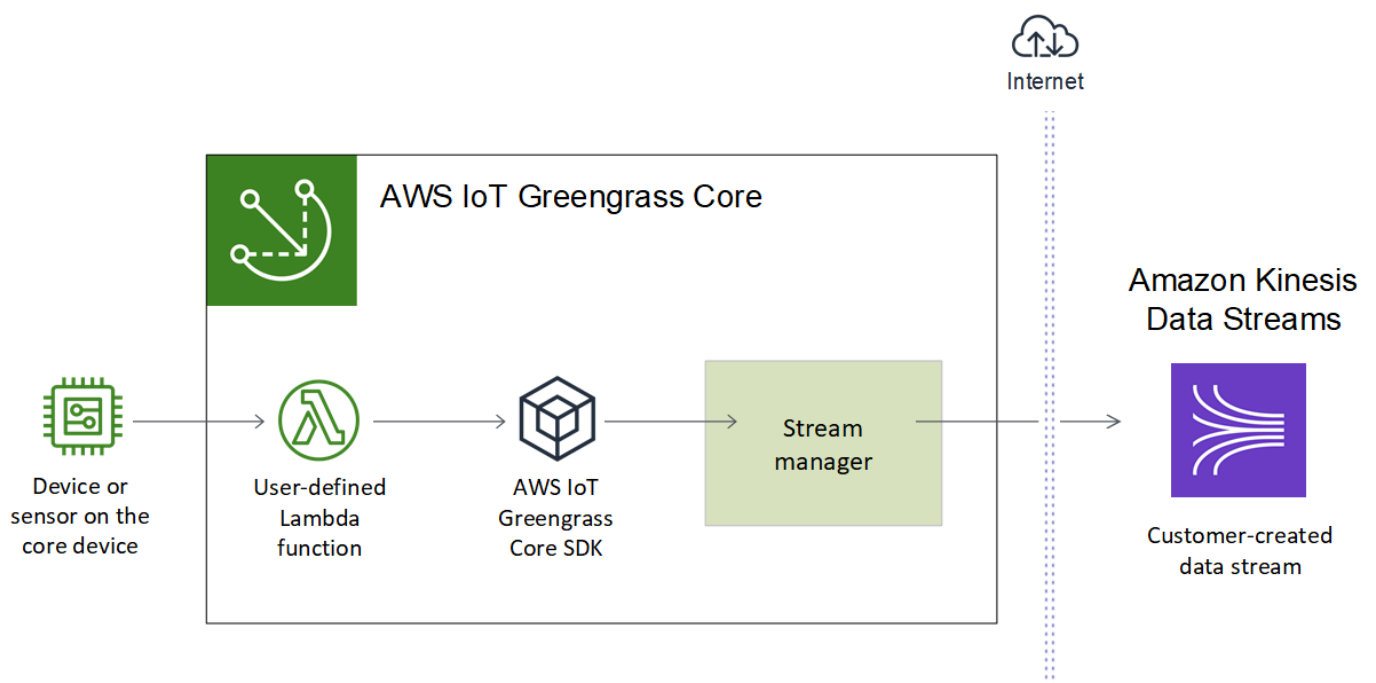 Internet
AWS IoT Greengrass Core
Amazon Kinesis
Data Streams
Stream
manager
Device or
sensor on the
core device
User-defined
Lambda
function
AWS IoT
Greengrass
Core SDK
Customer-created
data stream